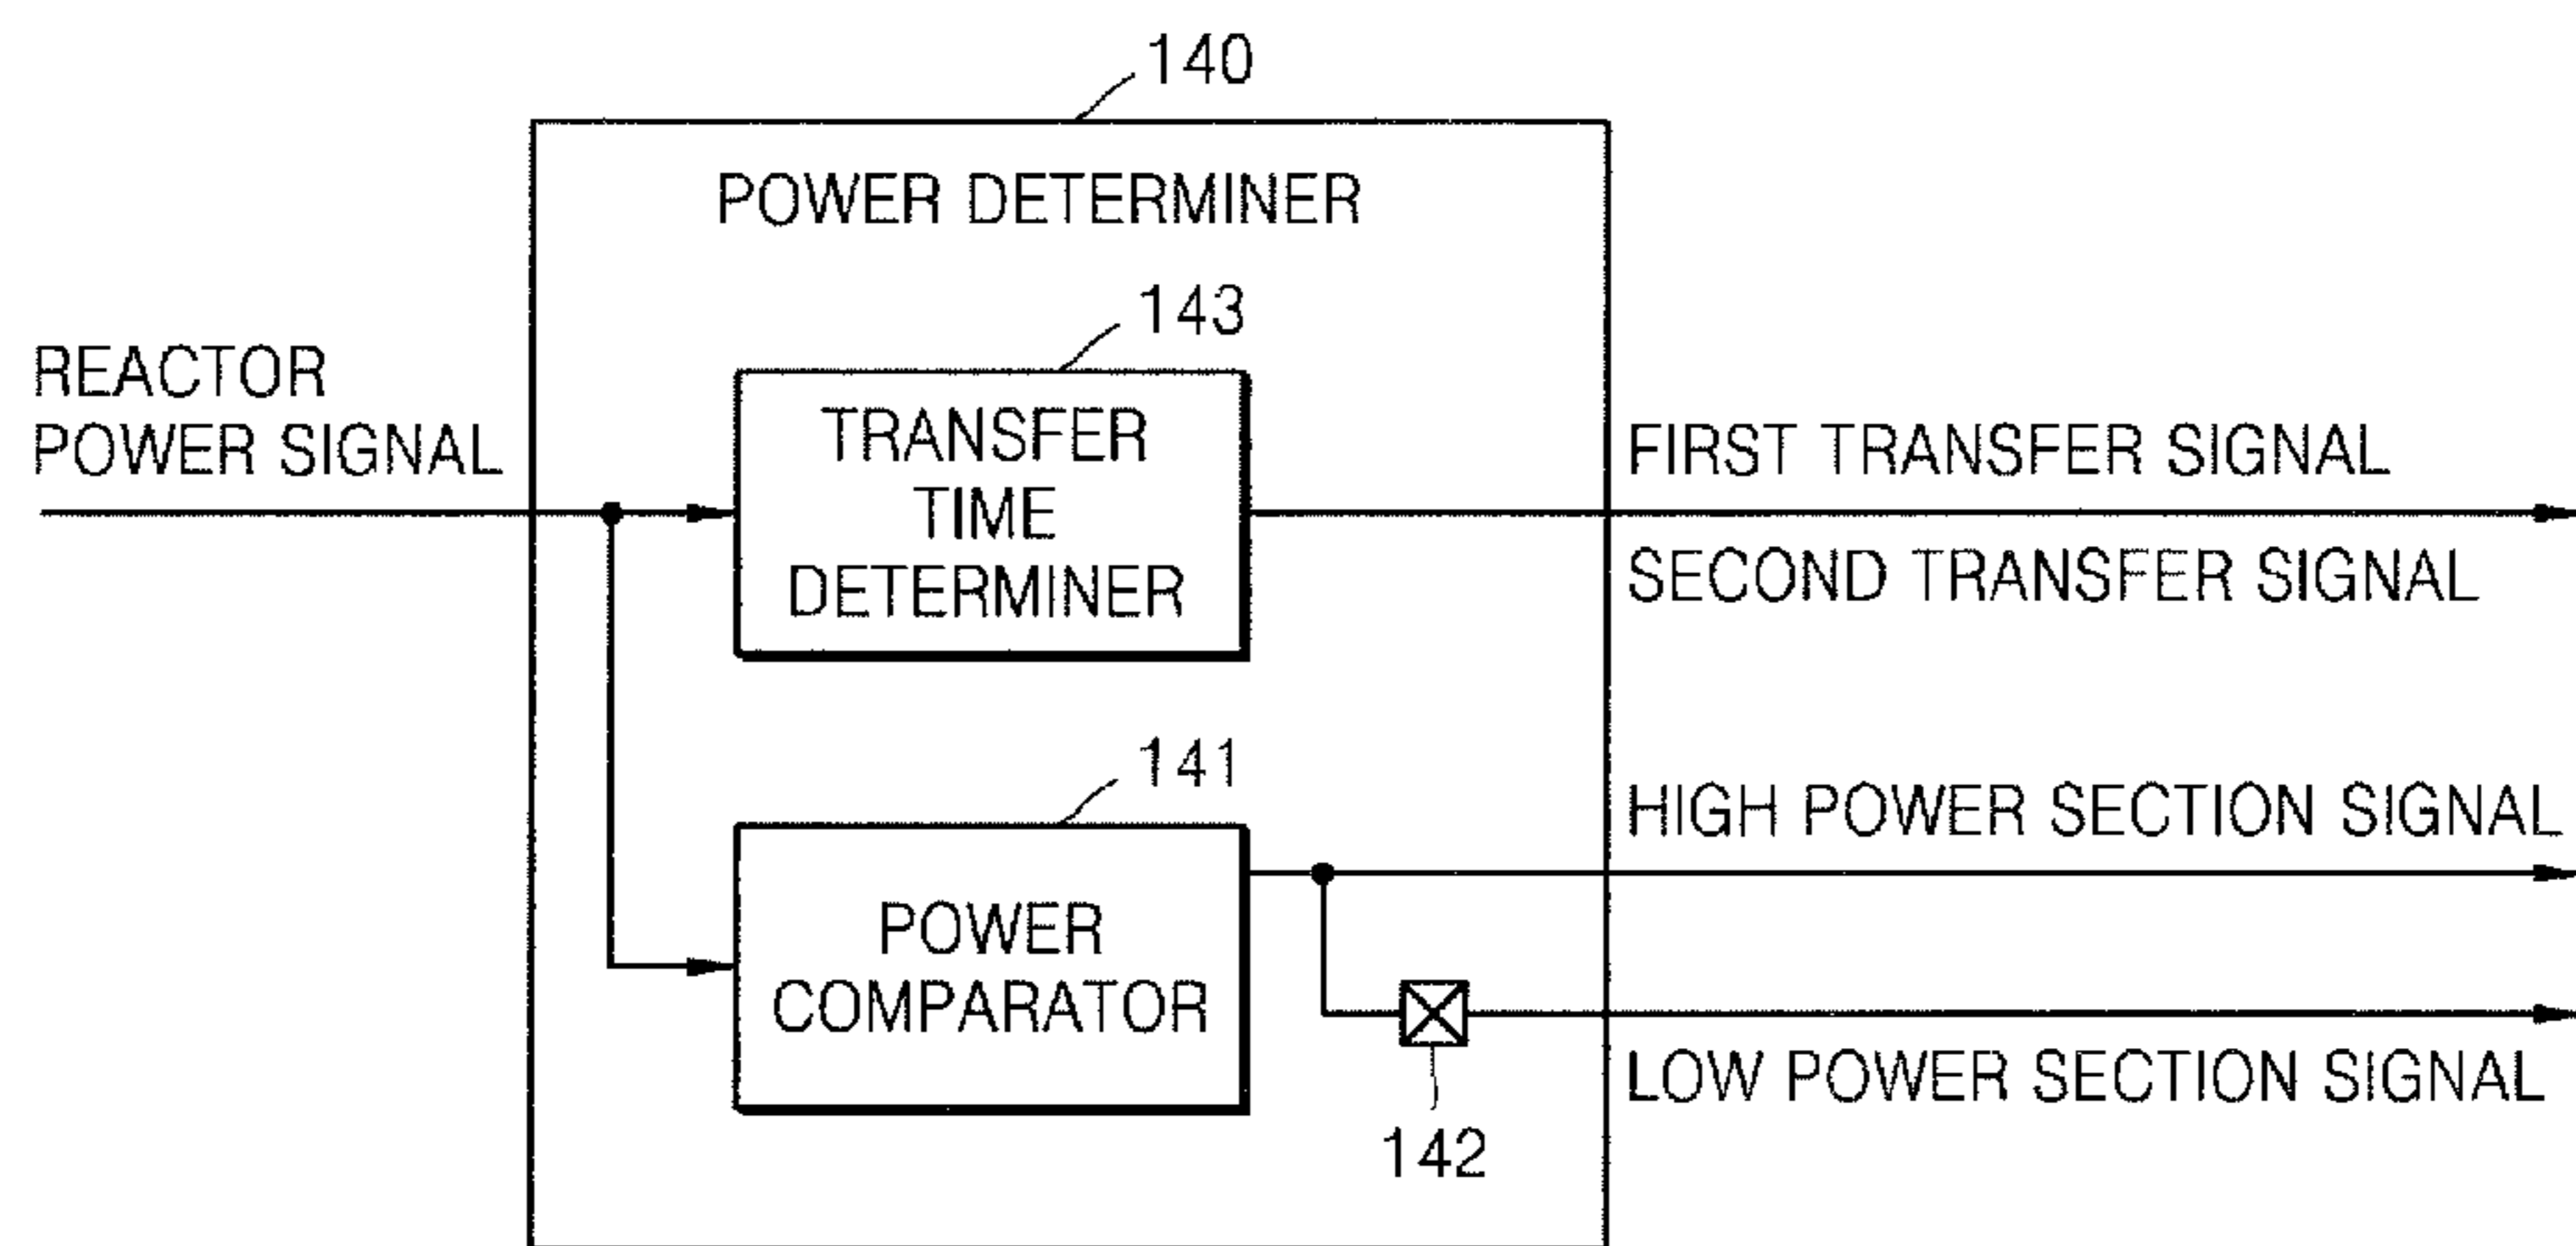 140
POWER DETERMINER
143
REACTOR
POWER SIGNAL
TRANSFER
TIME
DETERMINER
FIRST TRANSFER SIGNAL
SECOND TRANSFER SIGNAL
141
POWER
COMPARATOR
HIGH POWER SECTION SIGNAL
LOW POWER SECTION SIGNAL
142